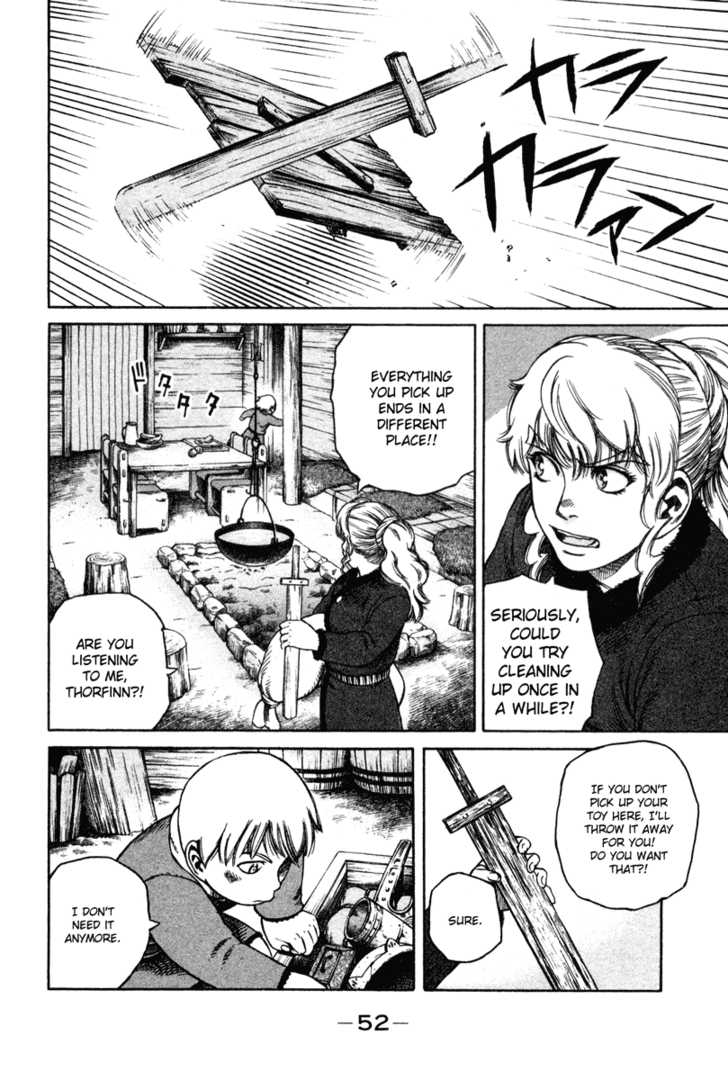 カラ
カラァン
SERIOUSLY,
COULD
YOU TRY
CLEANING
UP ONCE IN
A WHILE?!
EVERYTHING
YOU PICK UP
ENDS IN A
DIFFERENT
PLACE!!
ドタタタ
ARE YOU
LISTENING
TO ME,
THORFINN?!
IF YOU DON'T
PICK UP YOUR
TOY HERE, I'LL
THROW IT AWAY
FOR YOU!
DO YOU WANT
THAT?!
SURE.
I DON'T
NEED IT
ANYMORE.
—52—